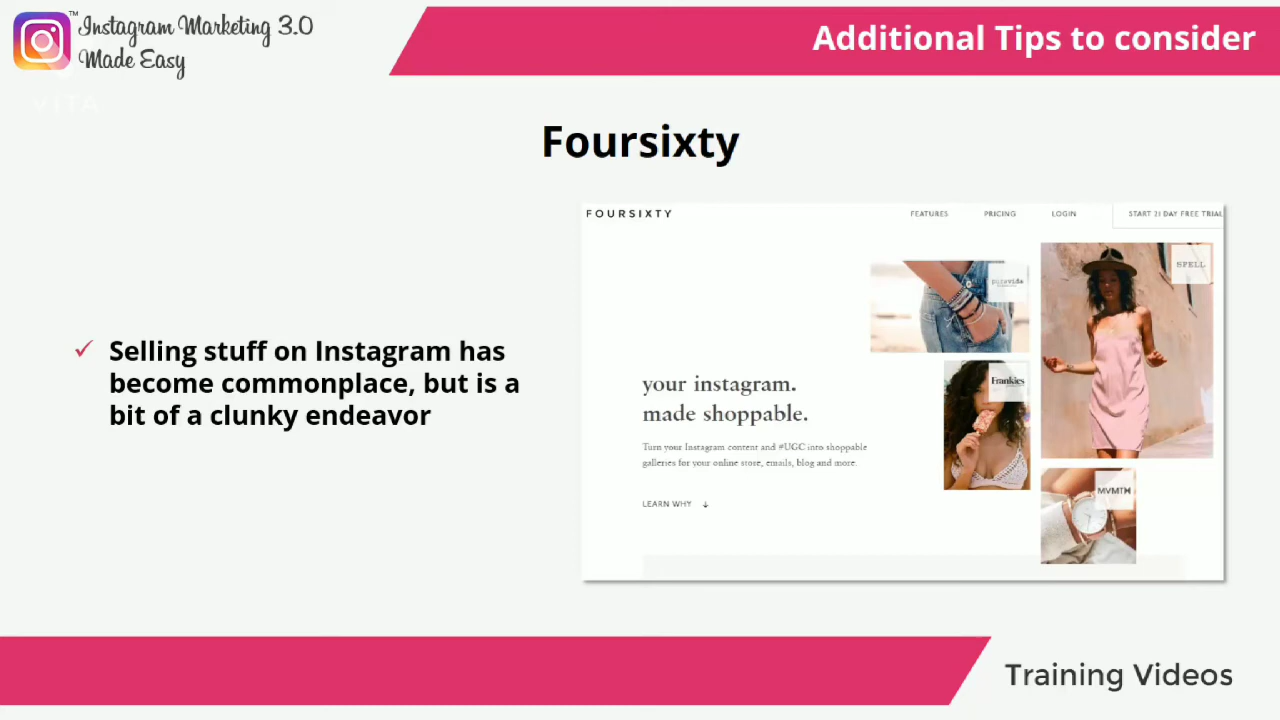 Instagram Marketing 3.0
™
Made Easy
Additional Tips to consider
VITA
Foursixty
FOURSIXTY
FEATURES
PRICING
LOGIN
START 21 DAY FREE TRIAL
SPELL
puravida
Selling stuff on Instagram has
become commonplace, but is a
bit of a clunky endeavor
your instagram.
made shoppable.
Frankies
Turn your Instagram content and #UGC into shoppable
galleries for your online store, emails, blog and more.
MVMTH
LEARN WHY ↓
Training Videos